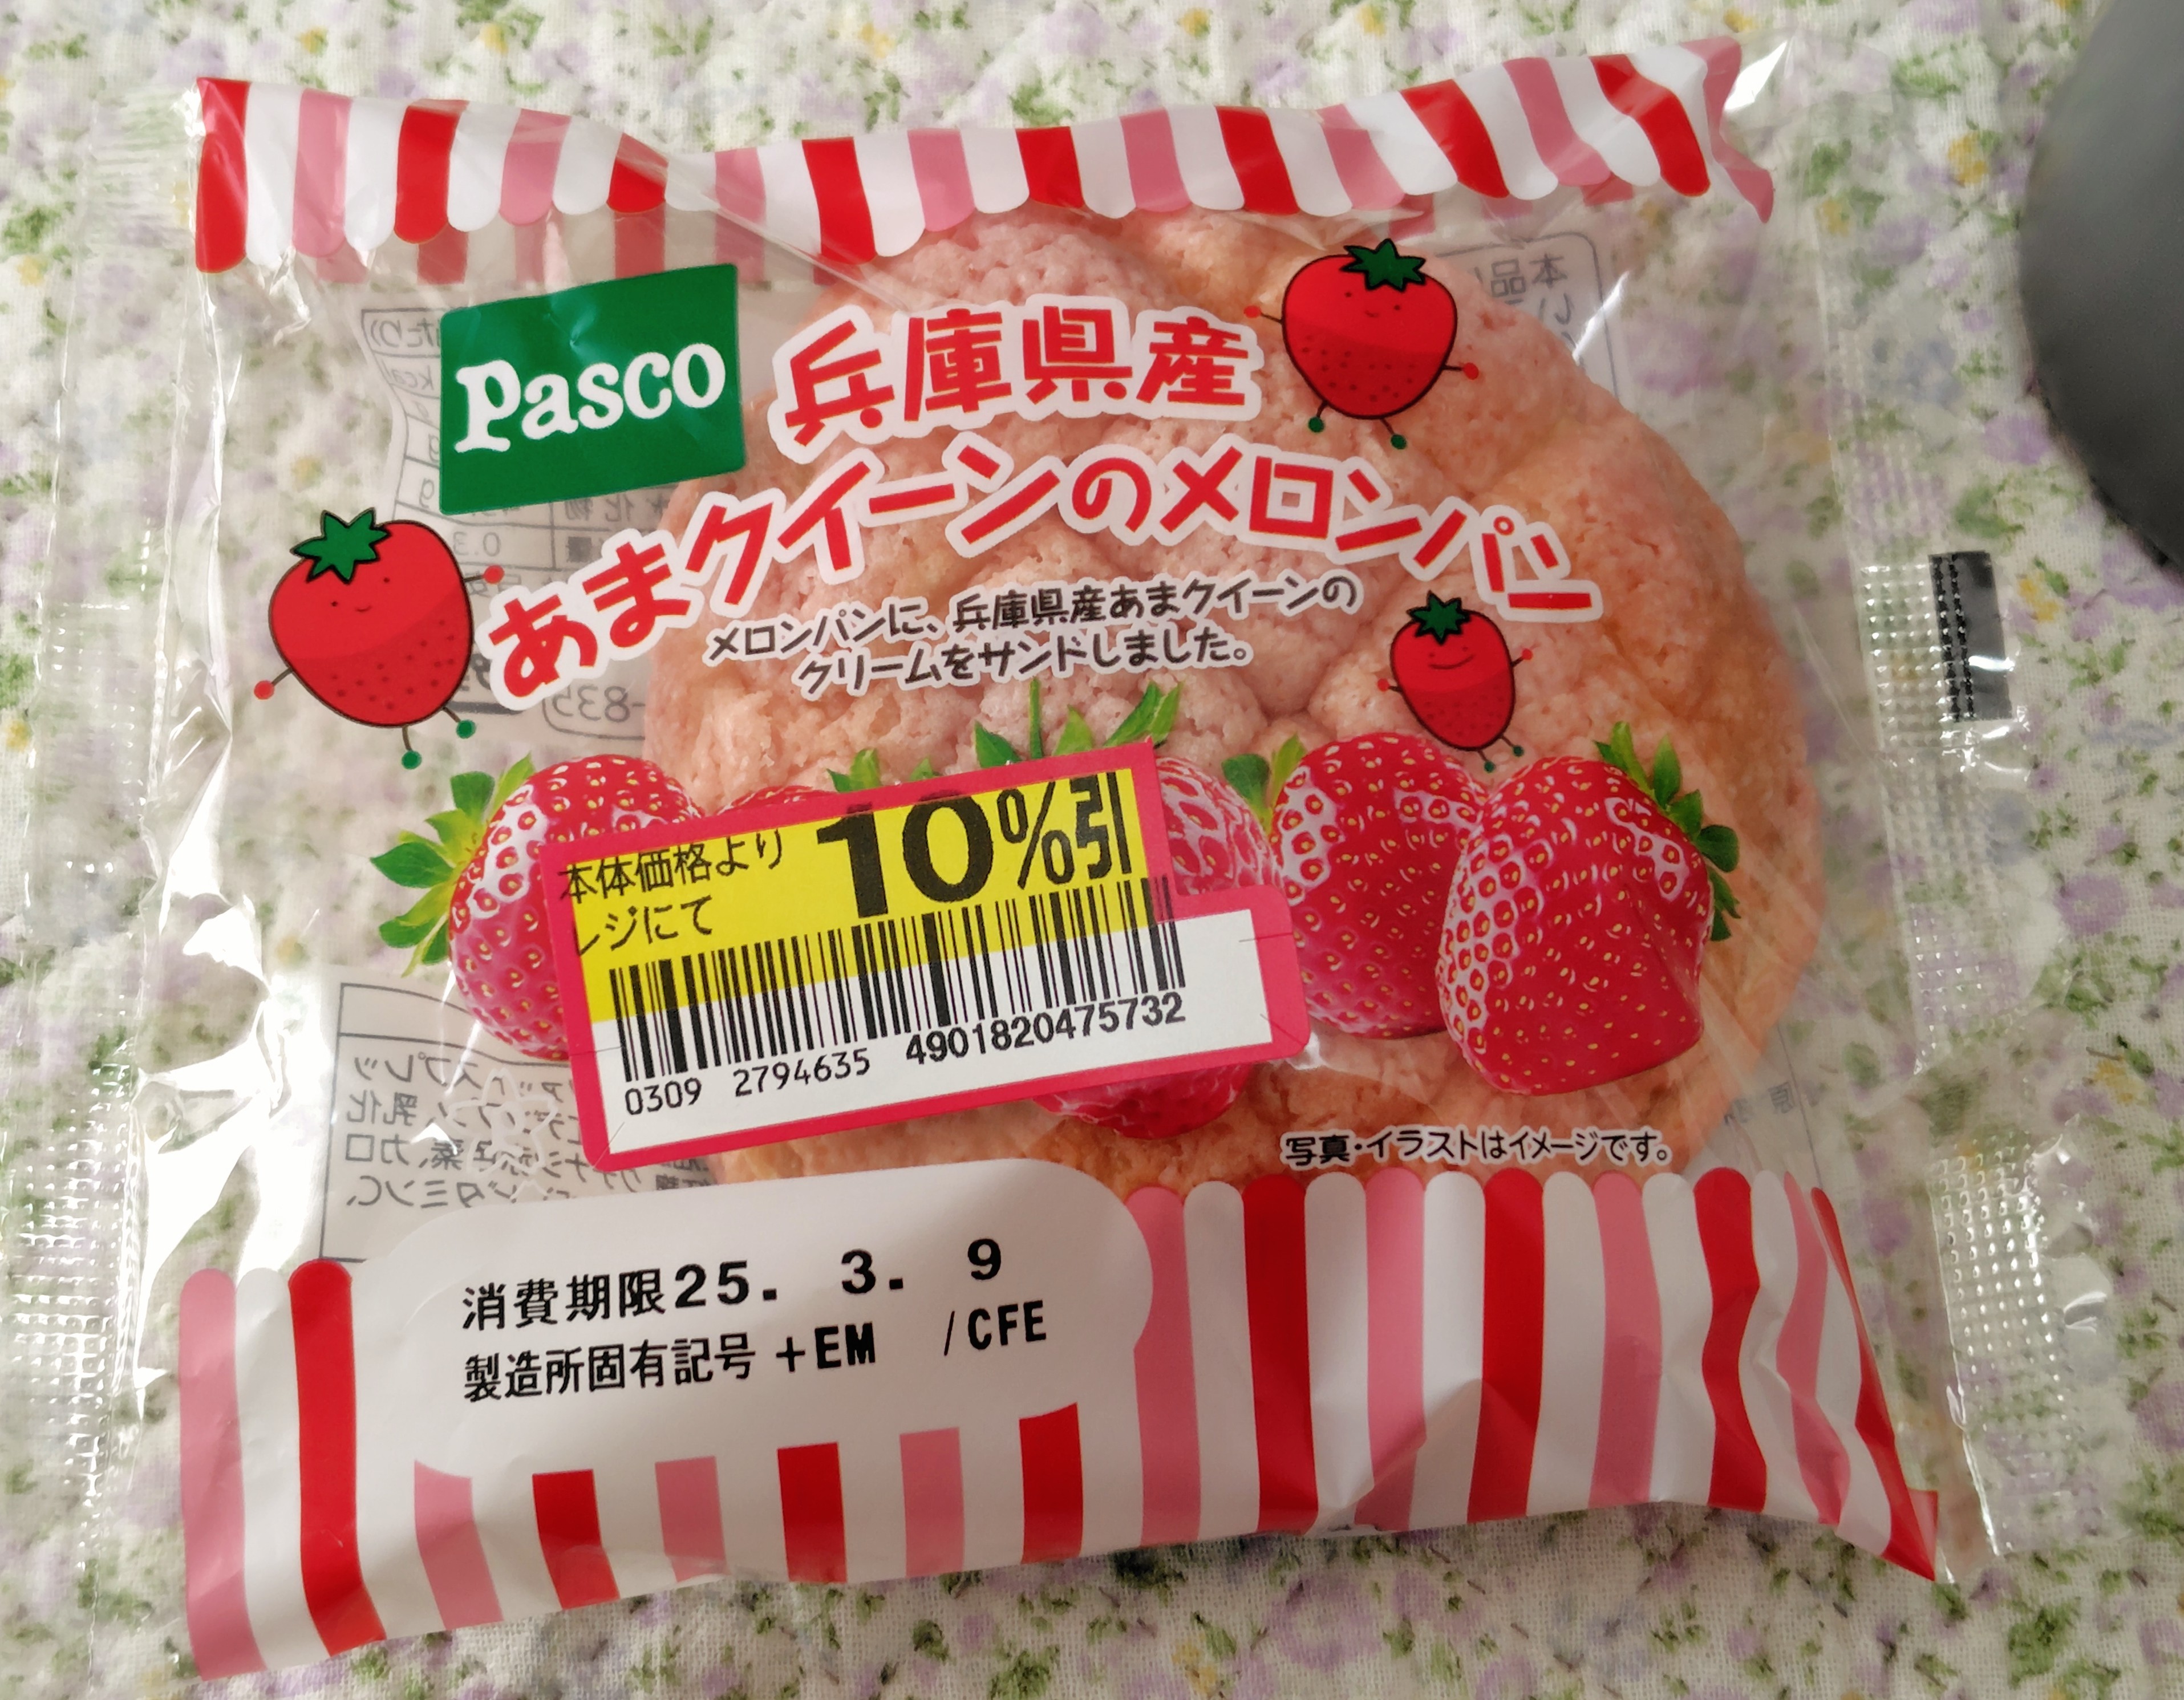 Pasco
兵庫県産
あまクイーンのメロンパン
メロンパンに、兵庫県産あまクイーンの
クリームをサンドしました。
本体価格より
レジにて
10%引
0309 2794635 4901820475732
写真・イラストはイメージです。
消費期限25. 3. 9
製造所固有記号 +EM /CFE